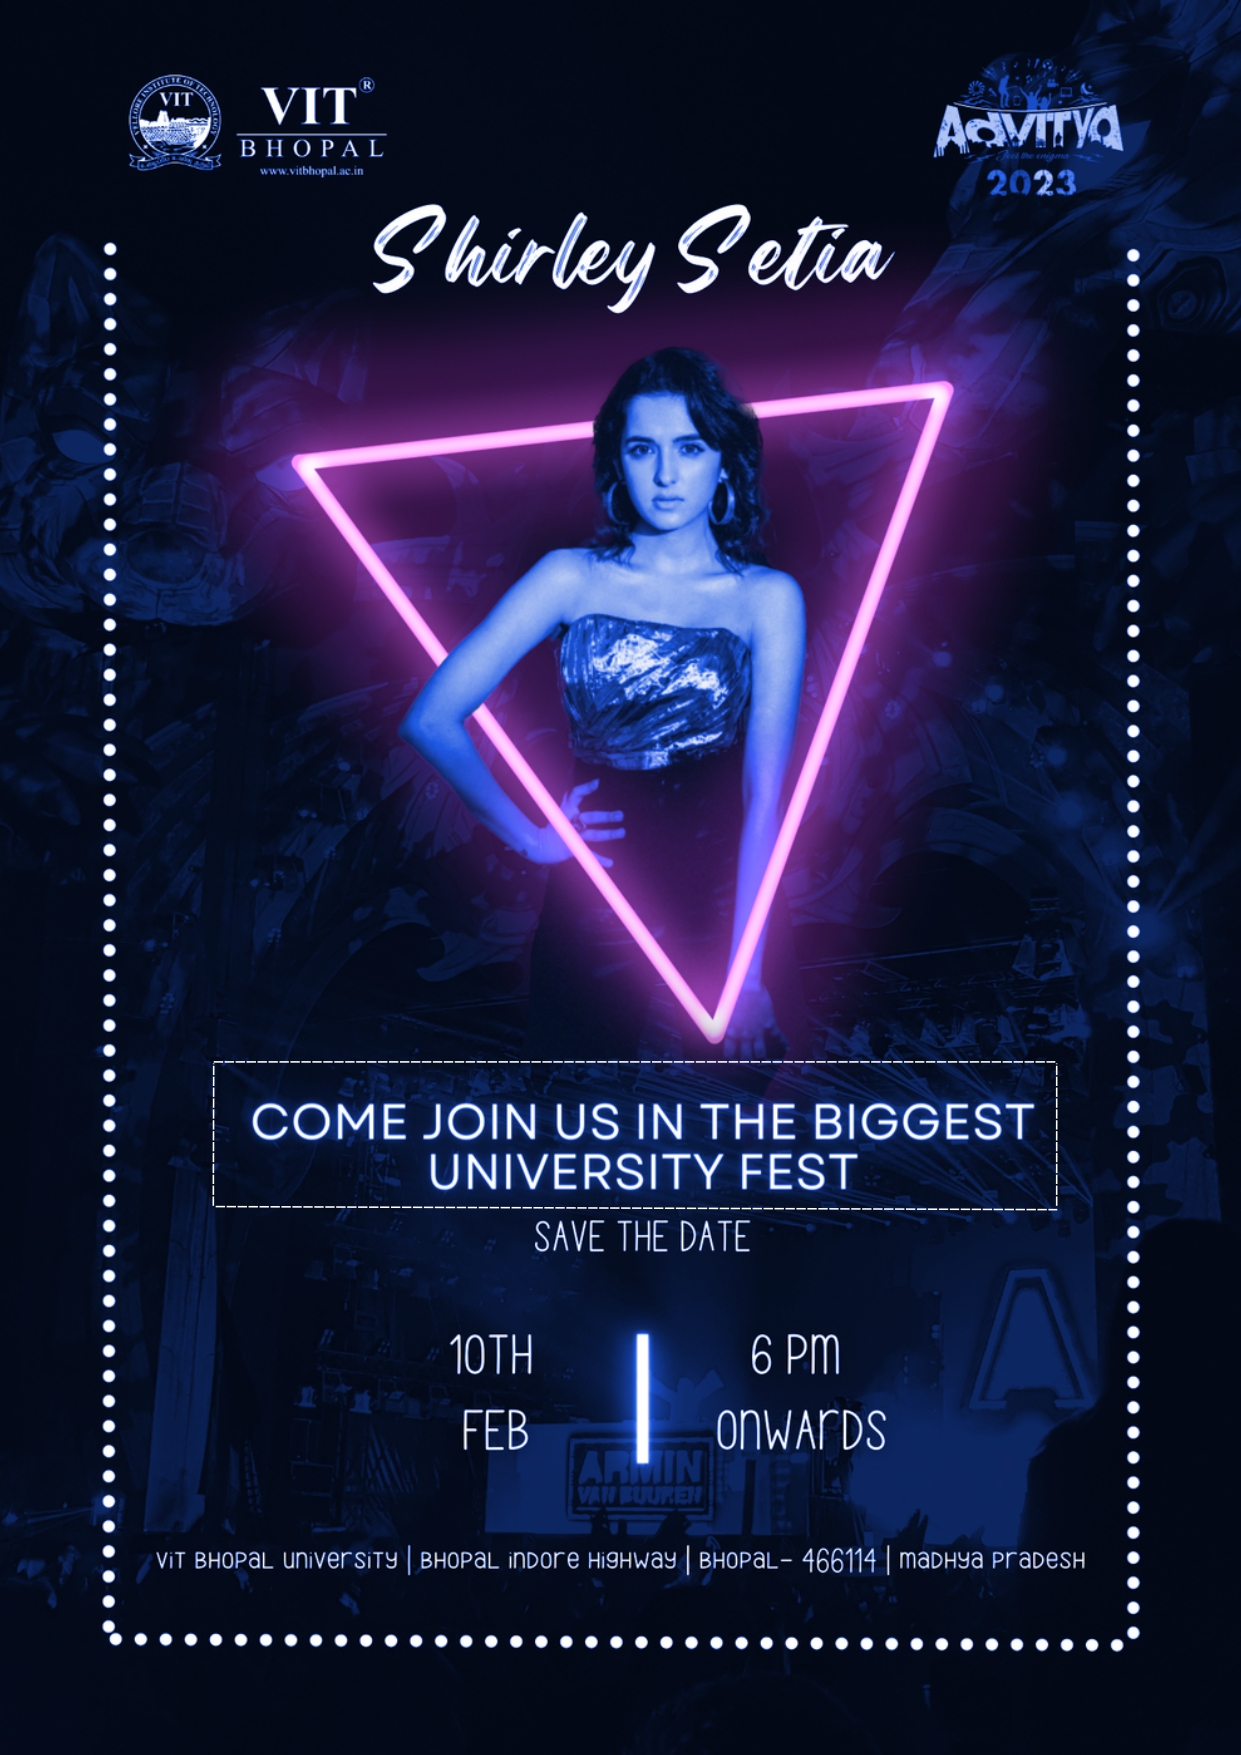 VIT
VIT®
BHOPAL
www.vitbhopal.ac.in
AdVITYa
2023
Shirley Setia
COME JOIN US IN THE BIGGEST
UNIVERSITY FEST
SAVE THE DATE
10TH
FEB
6 PM
ONWARDS
ARMIN
VAN BUUREN
VIT BHOPAL UNIVERSITY | BHOPAL INDORE HIGHWAY | BHOPAL- 466114 | MADHYA PRADESH